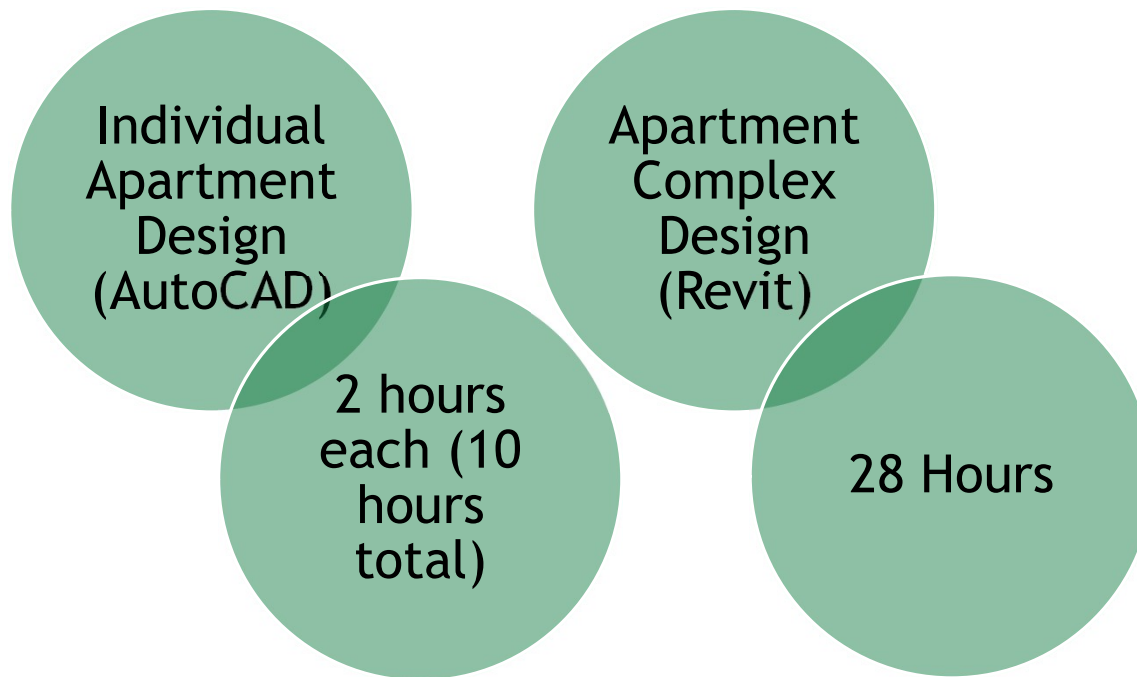 Individual
Apartment
Design
(AutoCAD)
2 hours
each (10
hours
total)
Apartment
Complex
Design
(Revit)
28 Hours